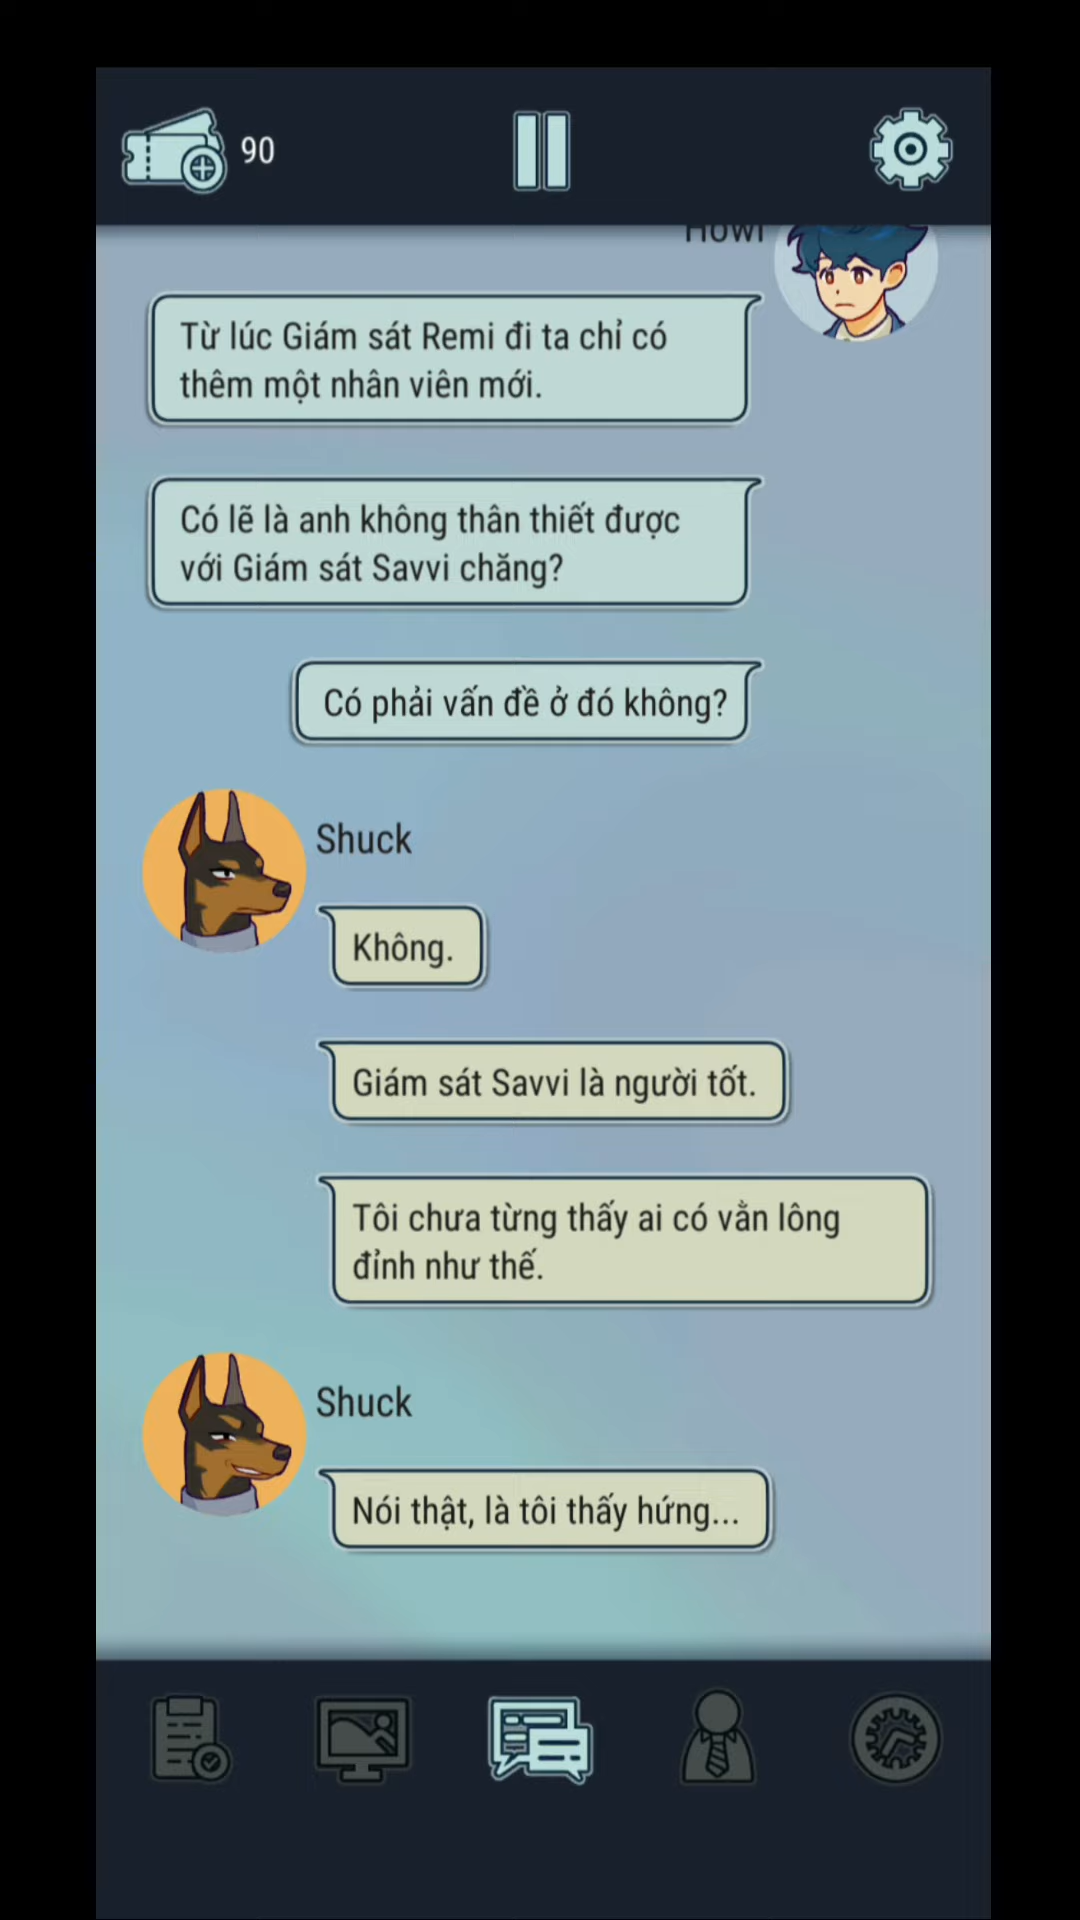 90
Howl
Từ lúc Giám sát Remi đi ta chỉ có
thêm một nhân viên mới.
Có lẽ là anh không thân thiết được
với Giám sát Savvi chăng?
Có phải vấn đề ở đó không?
Shuck
Không.
Giám sát Savvi là người tốt.
Tôi chưa từng thấy ai có vằn lông
đỉnh như thế.
Shuck
Nói thật, là tôi thấy hứng...